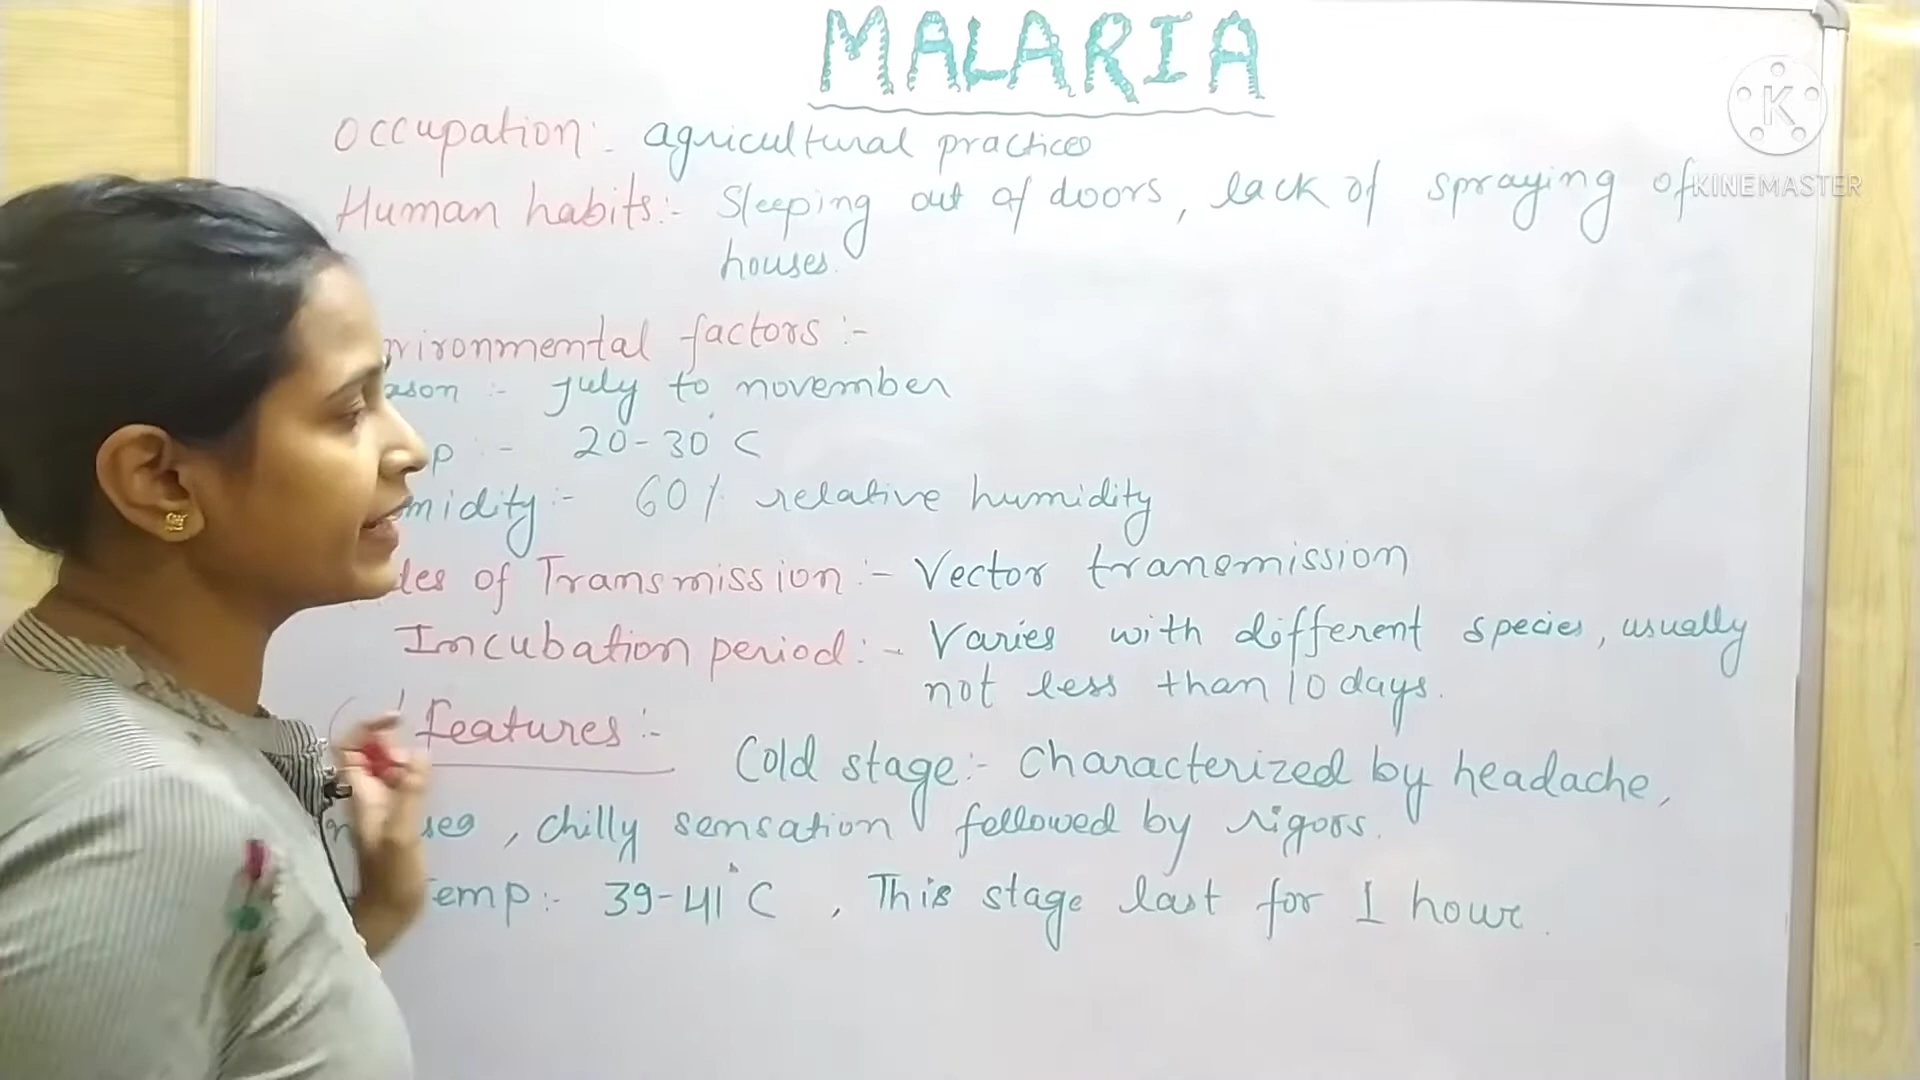 MALARIA
Occupation:- agricultural practices
Human habits:- Sleeping out of doors, lack of spraying of
houses.
factors :-
:- July to november
:- 20-30°C
:- 60% relative humidity
of Transmission :- Vector transmission
Incubation period :- Varies with different species, usually
not less than 10 days.
features :-
Cold stage:- characterized by headache,
, chilly sensation followed by rigors.
Temp:- 39-41°C , This stage last for 1 hour.
K
KINEMASTER